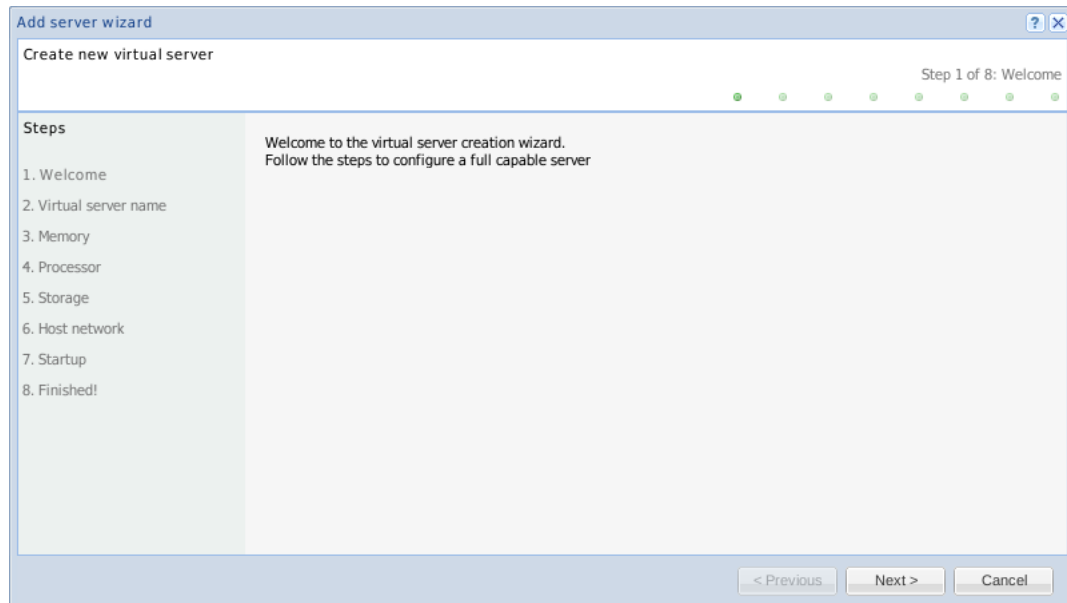 Add server wizard
?
Create new virtual server
Step 1 of 8: Welcome
Steps
1. Welcome
2. Virtual server name
3. Memory
4. Processor
5. Storage
6. Host network
7. Startup
8. Finished!
Welcome to the virtual server creation wizard.
Follow the steps to configure a full capable server
< Previous
Next >
Cancel